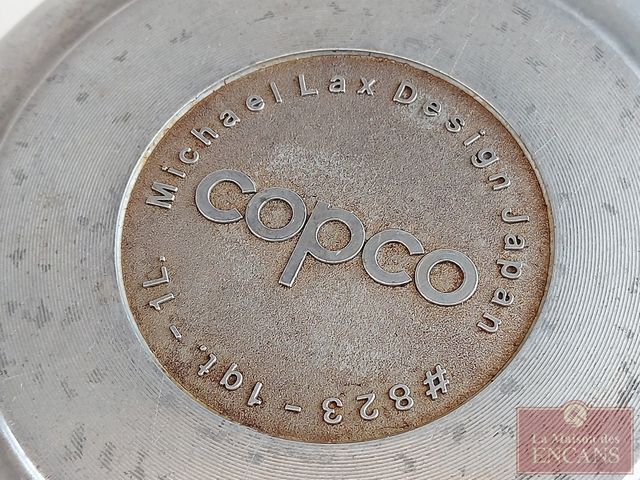 Michael Lax Design Japan
copco
#823 - 1qt. - 1L.
La Maison des
ENCANS